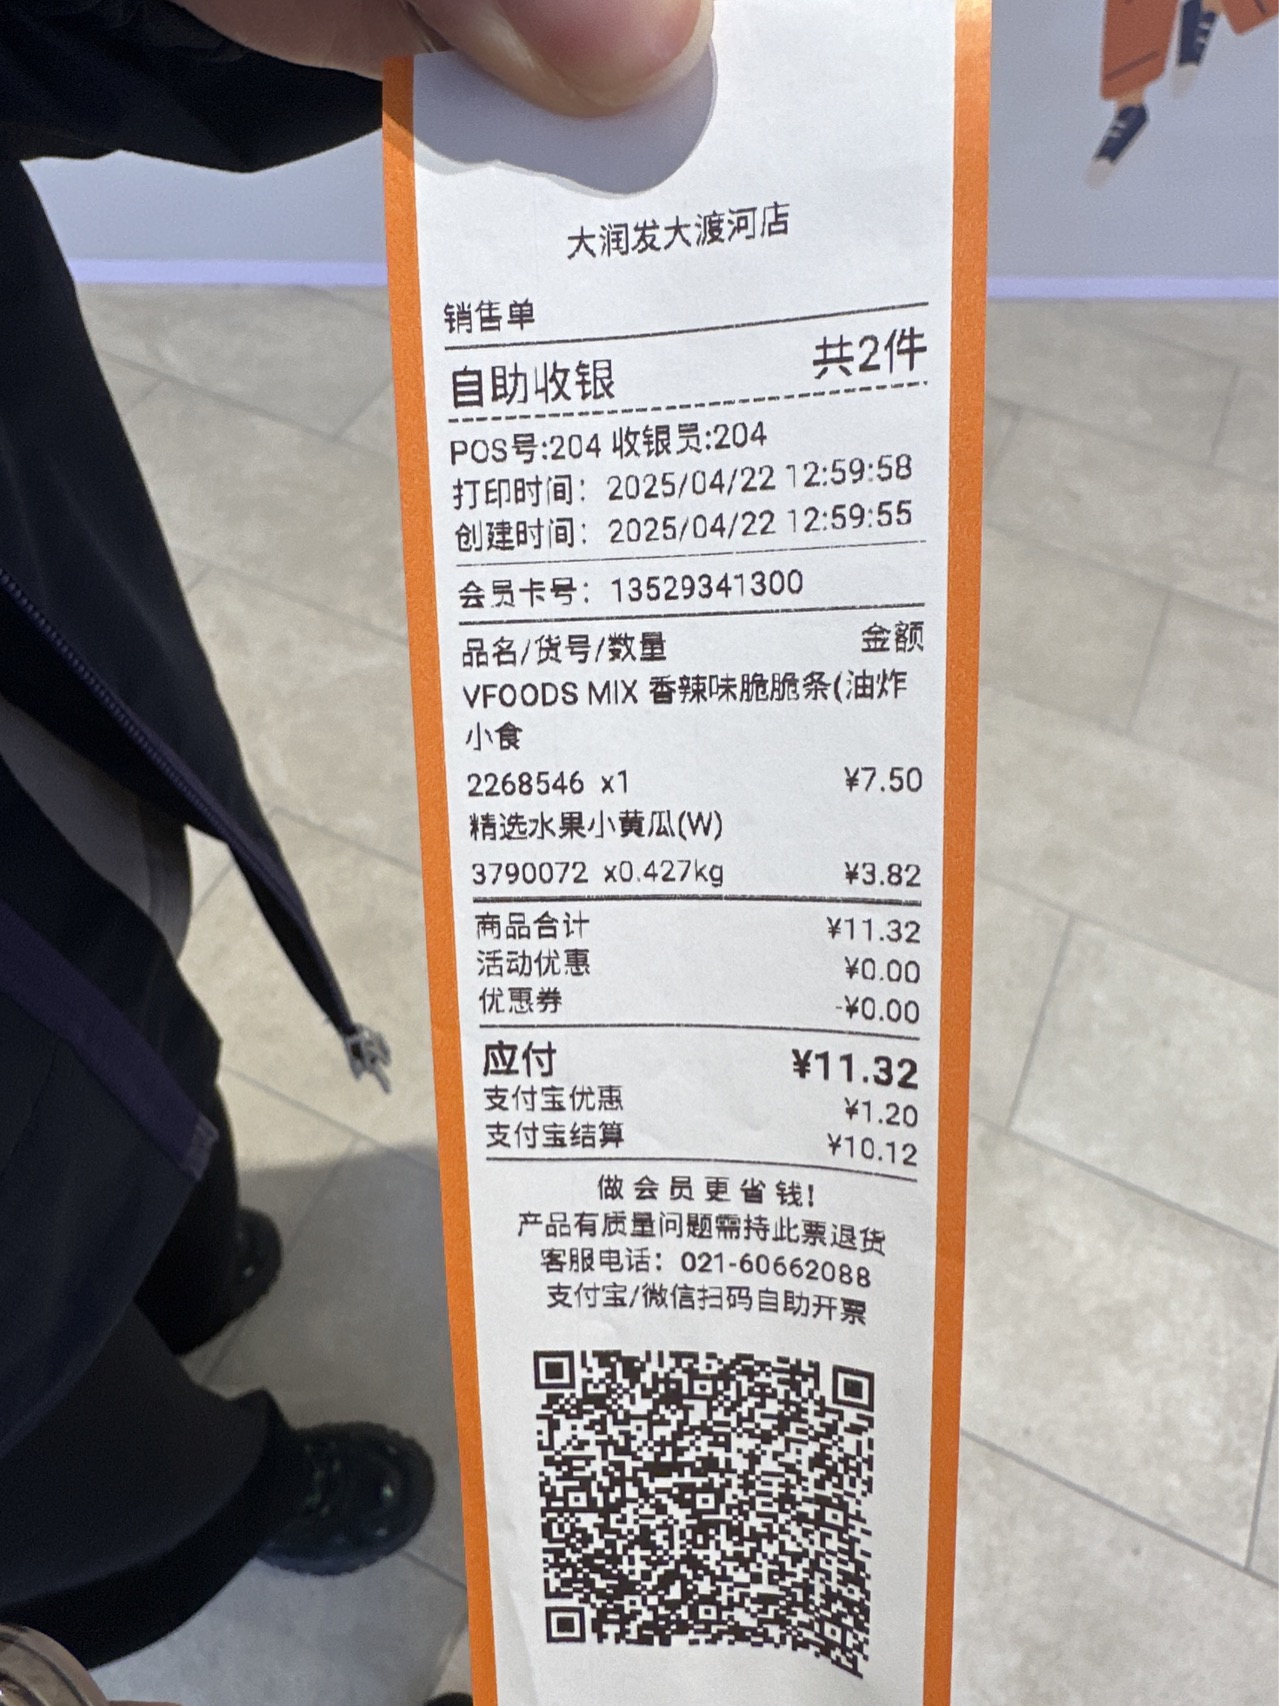 大润发大渡河店
销售单
自助收银 共2件
POS号:204 收银员:204
打印时间：2025/04/22 12:59:58
创建时间：2025/04/22 12:59:55
会员卡号：13529341300
品名/货号/数量 金额
VFOODS MIX 香辣味脆脆条(油炸
小食
2268546 x1 ¥7.50
精选水果小黄瓜(W)
3790072 x0.427kg ¥3.82
商品合计 ¥11.32
活动优惠 ¥0.00
优惠券 -¥0.00
应付 ¥11.32
支付宝优惠 ¥1.20
支付宝结算 ¥10.12
做会员更省钱!
产品有质量问题需持此票退货
客服电话：021-60662088
支付宝/微信扫码自助开票